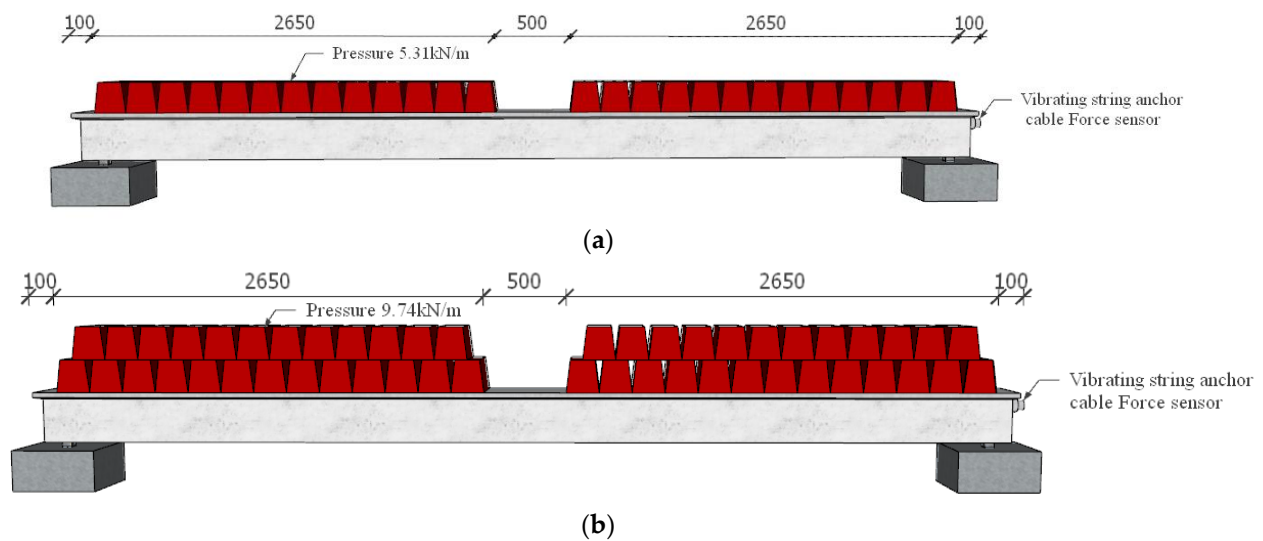 100 2650 500 2650 100
Pressure 5.31kN/m
Vibrating string anchor
cable Force sensor
(a)
100 2650 500 2650 100
Pressure 9.74kN/m
Vibrating string anchor
cable Force sensor
(b)